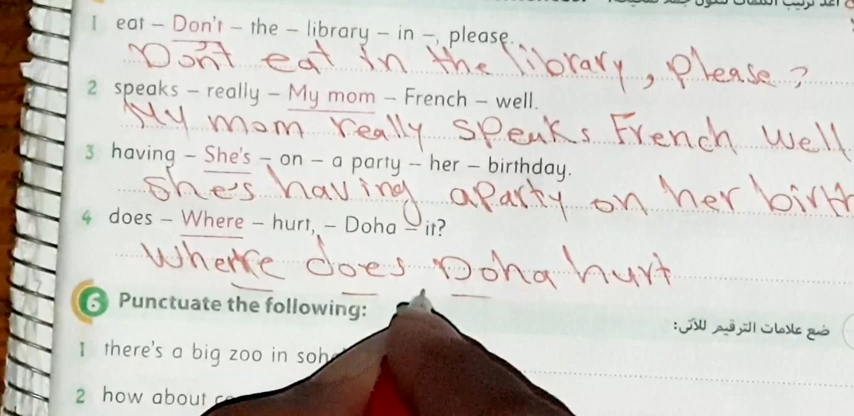 1 eat – Don't – the – library – in –, please.
Don't eat in the library, please?
2 speaks – really – My mom – French – well.
My mom really speaks French well
3 having – She's – on – a party – her – birthday.
she's having aparty on her birth
4 does – Where – hurt, – Doha – it?
Where does Doha hurt
6 Punctuate the following:
ضع علامات الترقيم للآتى:
1 there's a big zoo in soh
2 how about